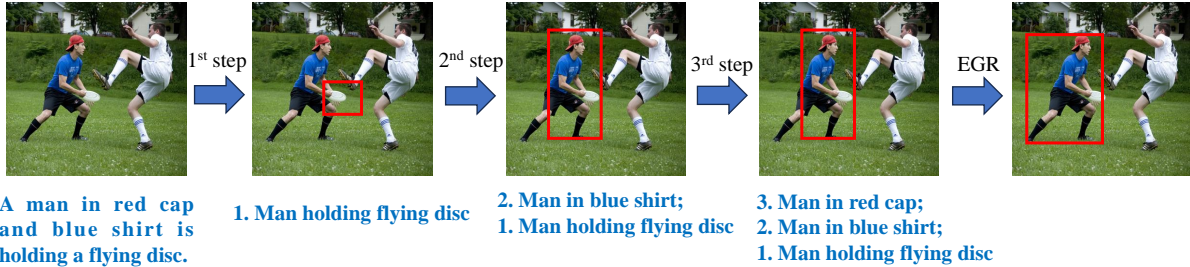 1st step
2nd step
3rd step
EGR
A man in red cap
and blue shirt is
holding a flying disc.
1. Man holding flying disc
2. Man in blue shirt;
1. Man holding flying disc
3. Man in red cap;
2. Man in blue shirt;
1. Man holding flying disc